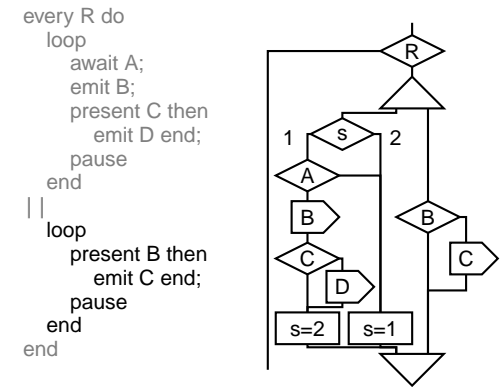 every R do
loop
await A;
emit B;
present C then
emit D end;
pause
end
||
loop
present B then
emit C end;
pause
end
end
R
1 s 2
A
B
B
C
C
D
s=2 s=1